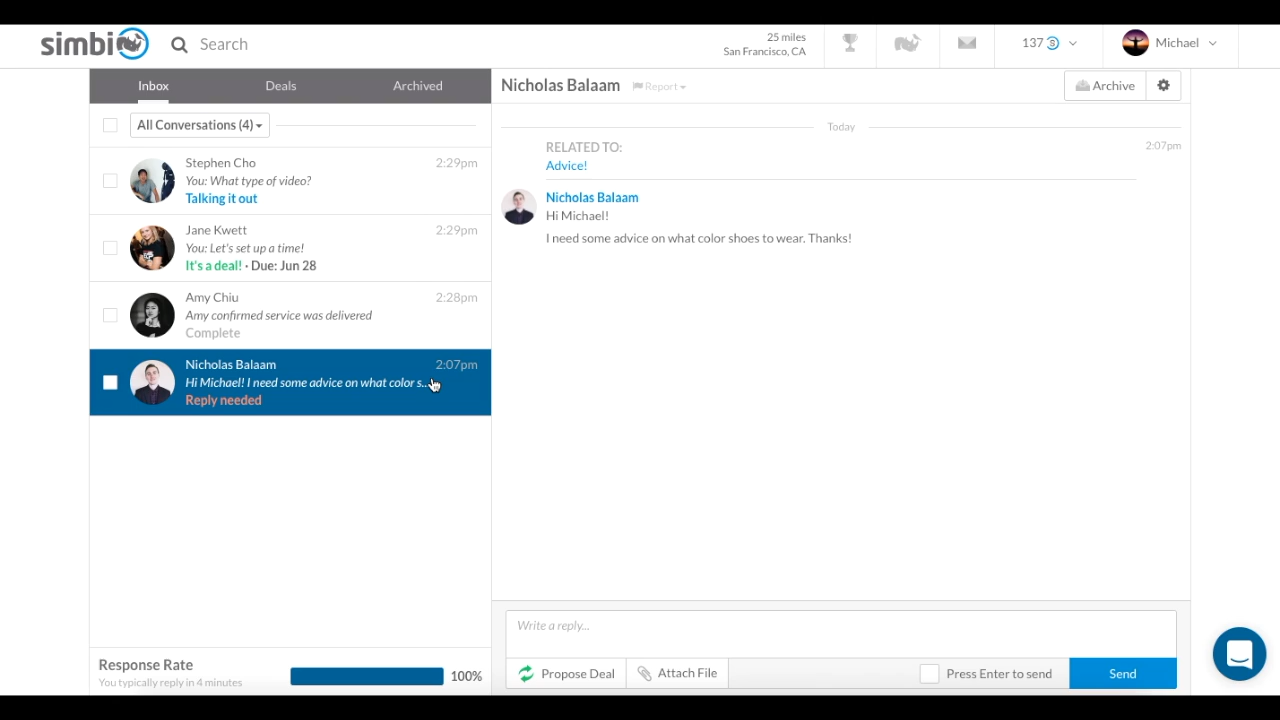 simbi
Search
25 miles
San Francisco, CA
137 S
Michael
Inbox
Deals
Archived
All Conversations (4)
Stephen Cho
2:29pm
You: What type of video?
Talking it out
Jane Kwett
2:29pm
You: Let's set up a time!
It's a deal! · Due: Jun 28
Amy Chiu
2:28pm
Amy confirmed service was delivered
Complete
Nicholas Balaam
2:07pm
Hi Michael! I need some advice on what color s...
Reply needed
Response Rate
You typically reply in 4 minutes
100%
Nicholas Balaam
Report
Archive
Today
RELATED TO:
2:07pm
Advice!
Nicholas Balaam
Hi Michael!
I need some advice on what color shoes to wear. Thanks!
Write a reply...
Propose Deal
Attach File
Press Enter to send
Send